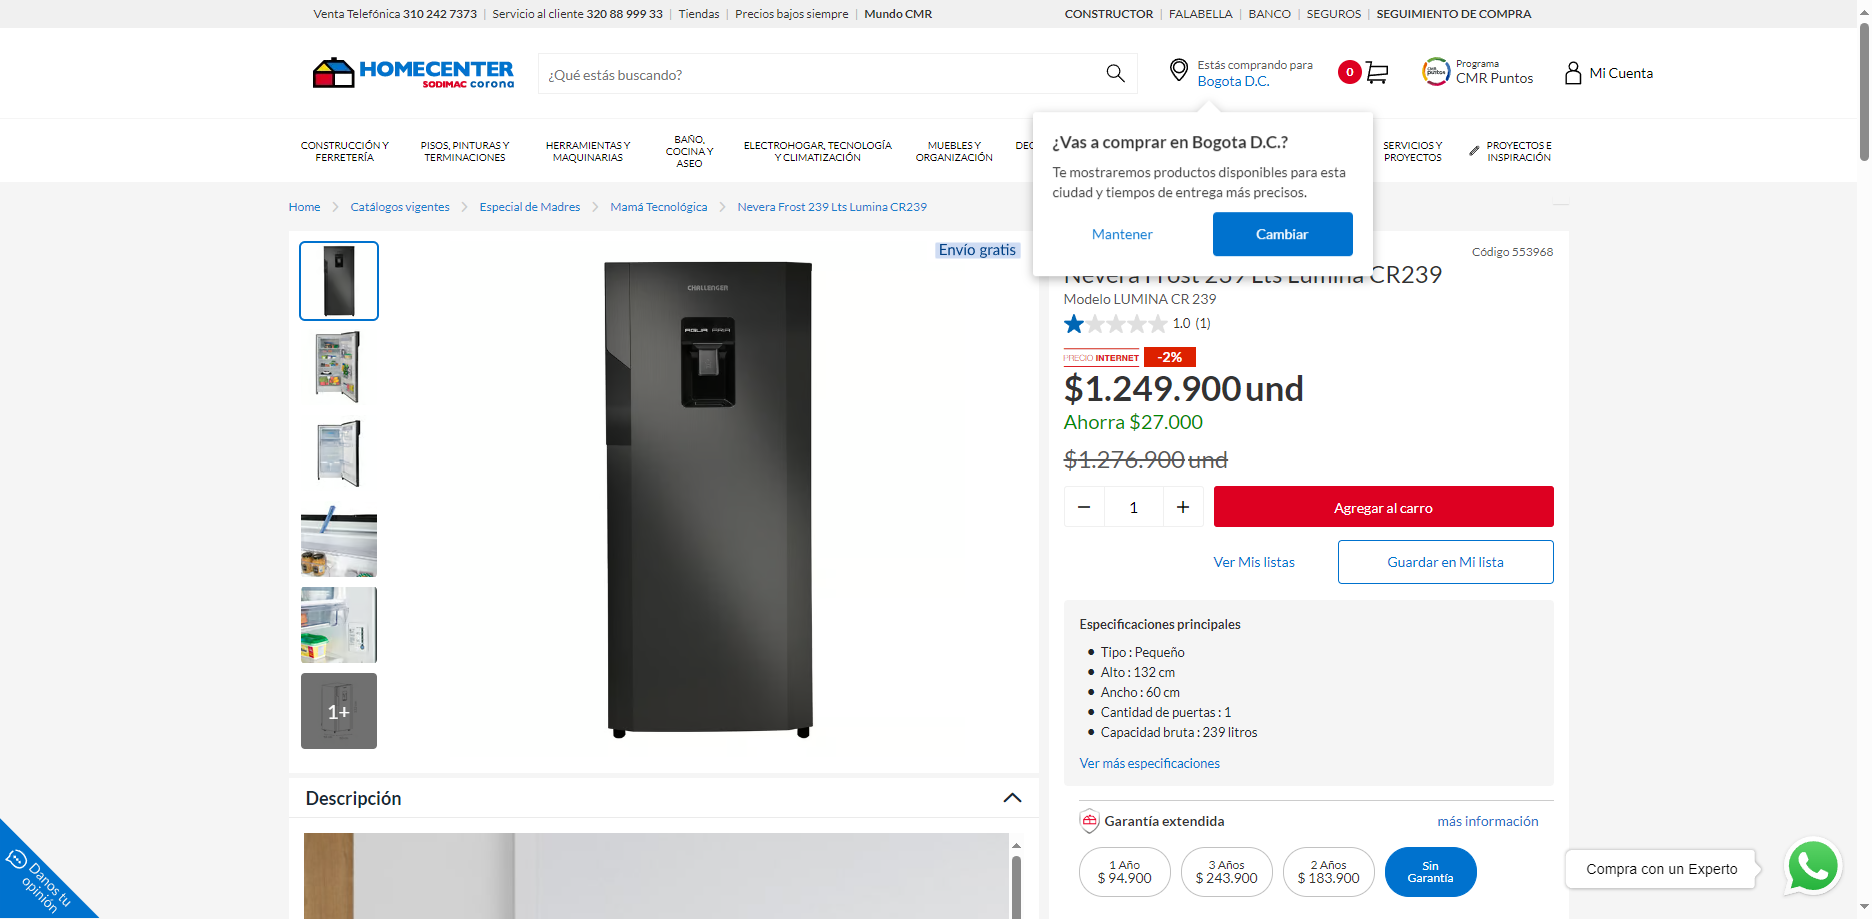 Venta Telefónica 310 242 7373 | Servicio al cliente 320 88 999 33 | Tiendas | Precios bajos siempre | Mundo CMR
CONSTRUCTOR | FALABELLA | BANCO | SEGUROS | SEGUIMIENTO DE COMPRA
HOMECENTER
SODIMAC corona
¿Qué estás buscando?
Estás comprando para
Bogota D.C.
0
Programa
CMR Puntos
Mi Cuenta
CONSTRUCCIÓN Y
FERRETERÍA
PISOS, PINTURAS Y
TERMINACIONES
HERRAMIENTAS Y
MAQUINARIAS
BAÑO,
COCINA Y
ASEO
ELECTROHOGAR, TECNOLOGÍA
Y CLIMATIZACIÓN
MUEBLES Y
ORGANIZACIÓN
SERVICIOS Y
PROYECTOS
PROYECTOS E
INSPIRACIÓN
¿Vas a comprar en Bogota D.C.?
Te mostraremos productos disponibles para esta
ciudad y tiempos de entrega más precisos.
Mantener
Cambiar
Home
Catálogos vigentes
Especial de Madres
Mamá Tecnológica
Nevera Frost 239 Lts Lumina CR239
Envío gratis
CHALLENGER
AGUA FRIA
1+
Código 553968
Nevera Frost 239 Lts Lumina CR239
Modelo LUMINA CR 239
1.0 (1)
PRECIO INTERNET -2%
$1.249.900 und
Ahorra $27.000
$1.276.900 und
1
Agregar al carro
Ver Mis listas
Guardar en Mi lista
Especificaciones principales
Tipo : Pequeño
Alto : 132 cm
Ancho : 60 cm
Cantidad de puertas : 1
Capacidad bruta : 239 litros
Ver más especificaciones
Garantía extendida
más información
1 Año
$ 94.900
3 Años
$ 243.900
2 Años
$ 183.900
Sin
Garantía
Descripción
Danos tu
opinión
Compra con un Experto